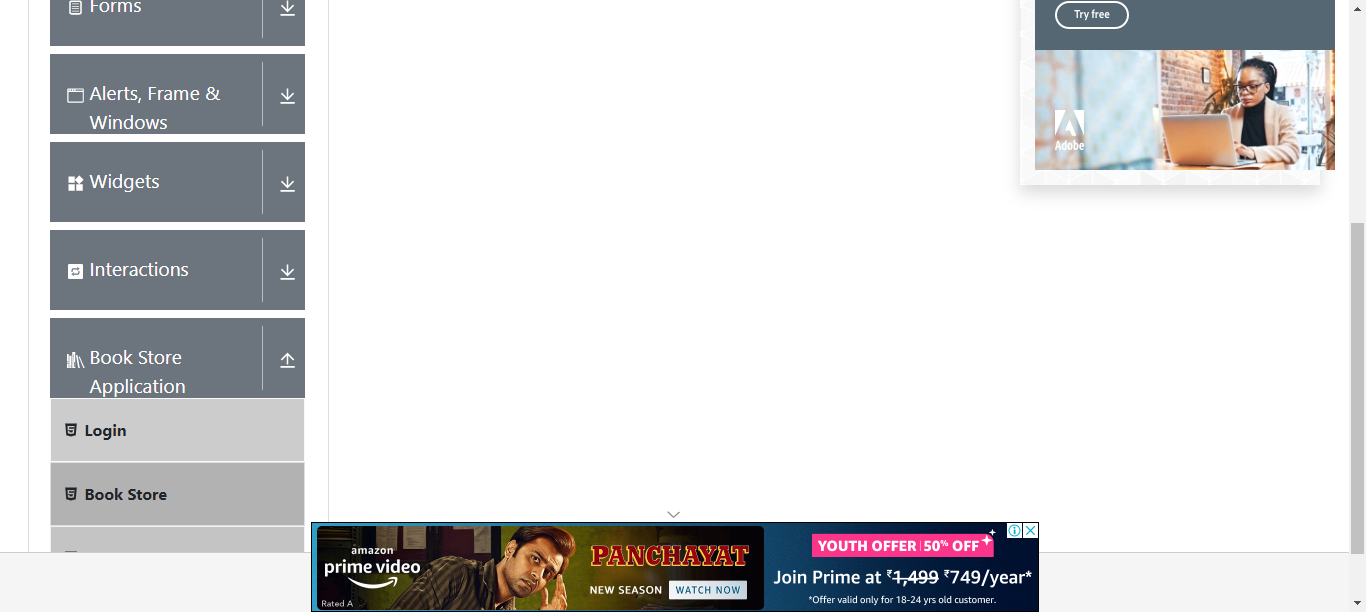 Forms
Try free
Alerts, Frame &
Windows
Adobe
Widgets
Interactions
Book Store
Application
Login
Book Store
amazon
prime video
Rated A
PANCHAYAT
NEW SEASON WATCH NOW
YOUTH OFFER | 50% OFF
Join Prime at ₹1,499 ₹749/year*
*Offer valid only for 18-24 yrs old customer.